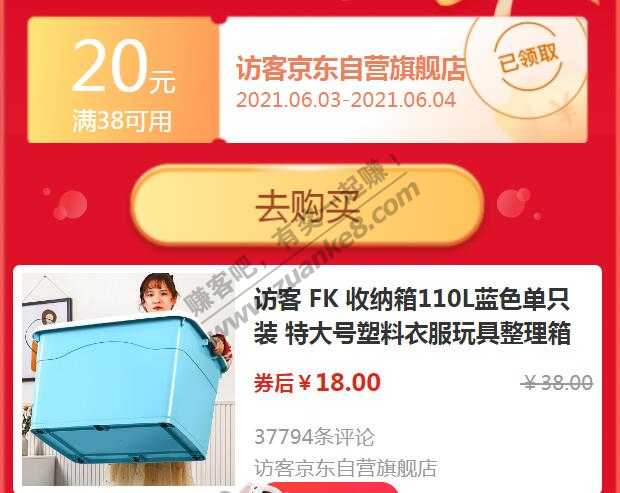 20元
满38可用
访客京东自营旗舰店
2021.06.03-2021.06.04
已领取
去购买
赚客吧，有奖一起赚！
www.zuanke8.com
访客 FK 收纳箱110L蓝色单只
装 特大号塑料衣服玩具整理箱
券后￥18.00
￥38.00
37794条评论
访客京东自营旗舰店